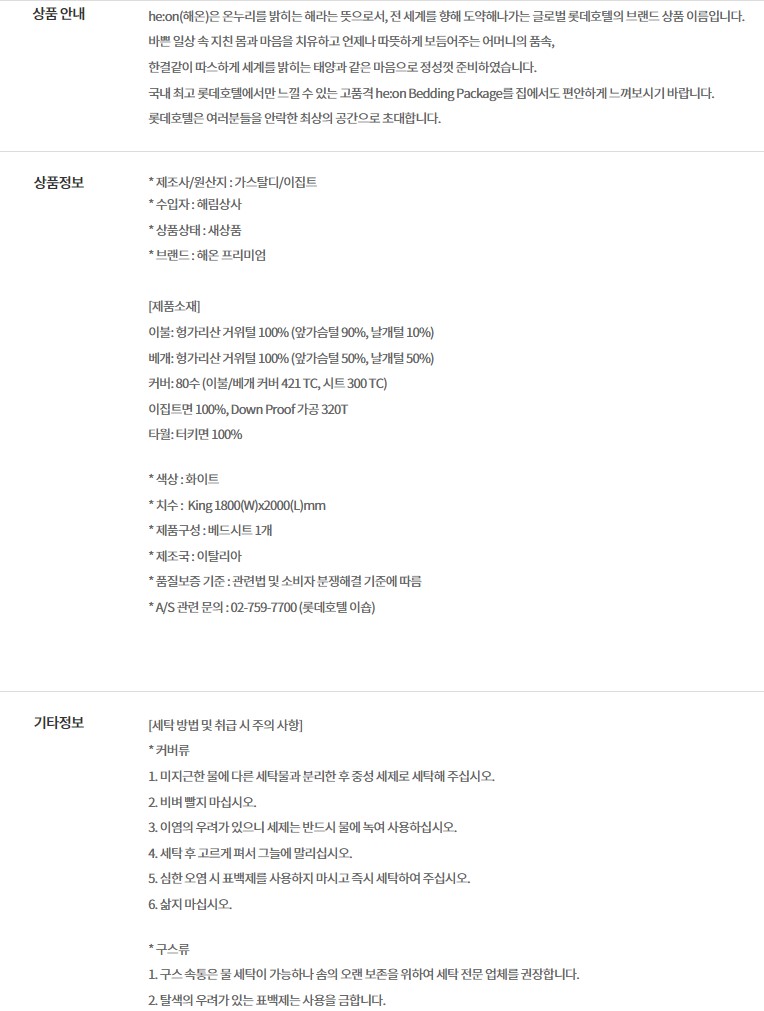 상품 안내
he:on(해온)은 온누리를 밝히는 해라는 뜻으로서, 전 세계를 향해 도약해나가는 글로벌 롯데호텔의 브랜드 상품 이름입니다.
바쁜 일상 속 지친 몸과 마음을 치유하고 언제나 따뜻하게 보듬어주는 어머니의 품속,
한결같이 따스하게 세계를 밝히는 태양과 같은 마음으로 정성껏 준비하였습니다.
국내 최고 롯데호텔에서만 느낄 수 있는 고품격 he:on Bedding Package를 집에서도 편안하게 느껴보시기 바랍니다.
롯데호텔은 여러분들을 안락한 최상의 공간으로 초대합니다.
상품정보
* 제조사/원산지 : 가스탈디/이집트
* 수입자 : 해림상사
* 상품상태 : 새상품
* 브랜드 : 해온 프리미엄
[제품소재]
이불: 헝가리산 거위털 100% (앞가슴털 90%, 날개털 10%)
베개: 헝가리산 거위털 100% (앞가슴털 50%, 날개털 50%)
커버: 80수 (이불/베개 커버 421 TC, 시트 300 TC)
이집트면 100%, Down Proof 가공 320T
타월: 터키면 100%
* 색상 : 화이트
* 치수 : King 1800(W)x2000(L)mm
* 제품구성 : 베드시트 1개
* 제조국 : 이탈리아
* 품질보증 기준 : 관련법 및 소비자 분쟁해결 기준에 따름
* A/S 관련 문의 : 02-759-7700 (롯데호텔 이숍)
기타정보
[세탁 방법 및 취급 시 주의 사항]
* 커버류
1. 미지근한 물에 다른 세탁물과 분리한 후 중성 세제로 세탁해 주십시오.
2. 비벼 빨지 마십시오.
3. 이염의 우려가 있으니 세제는 반드시 물에 녹여 사용하십시오.
4. 세탁 후 고르게 펴서 그늘에 말리십시오.
5. 심한 오염 시 표백제를 사용하지 마시고 즉시 세탁하여 주십시오.
6. 삶지 마십시오.
* 구스류
1. 구스 속통은 물 세탁이 가능하나 솜의 오랜 보존을 위하여 세탁 전문 업체를 권장합니다.
2. 탈색의 우려가 있는 표백제는 사용을 금합니다.